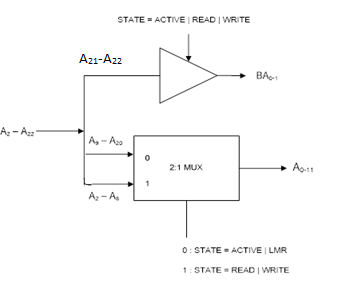 STATE = ACTIVE | READ | WRITE
A21-A22
BA0-1
A2 – A22
A9 – A20
0
2:1 MUX
A0-11
1
A2 – A8
0 : STATE = ACTIVE | LMR
1 : STATE = READ | WRITE